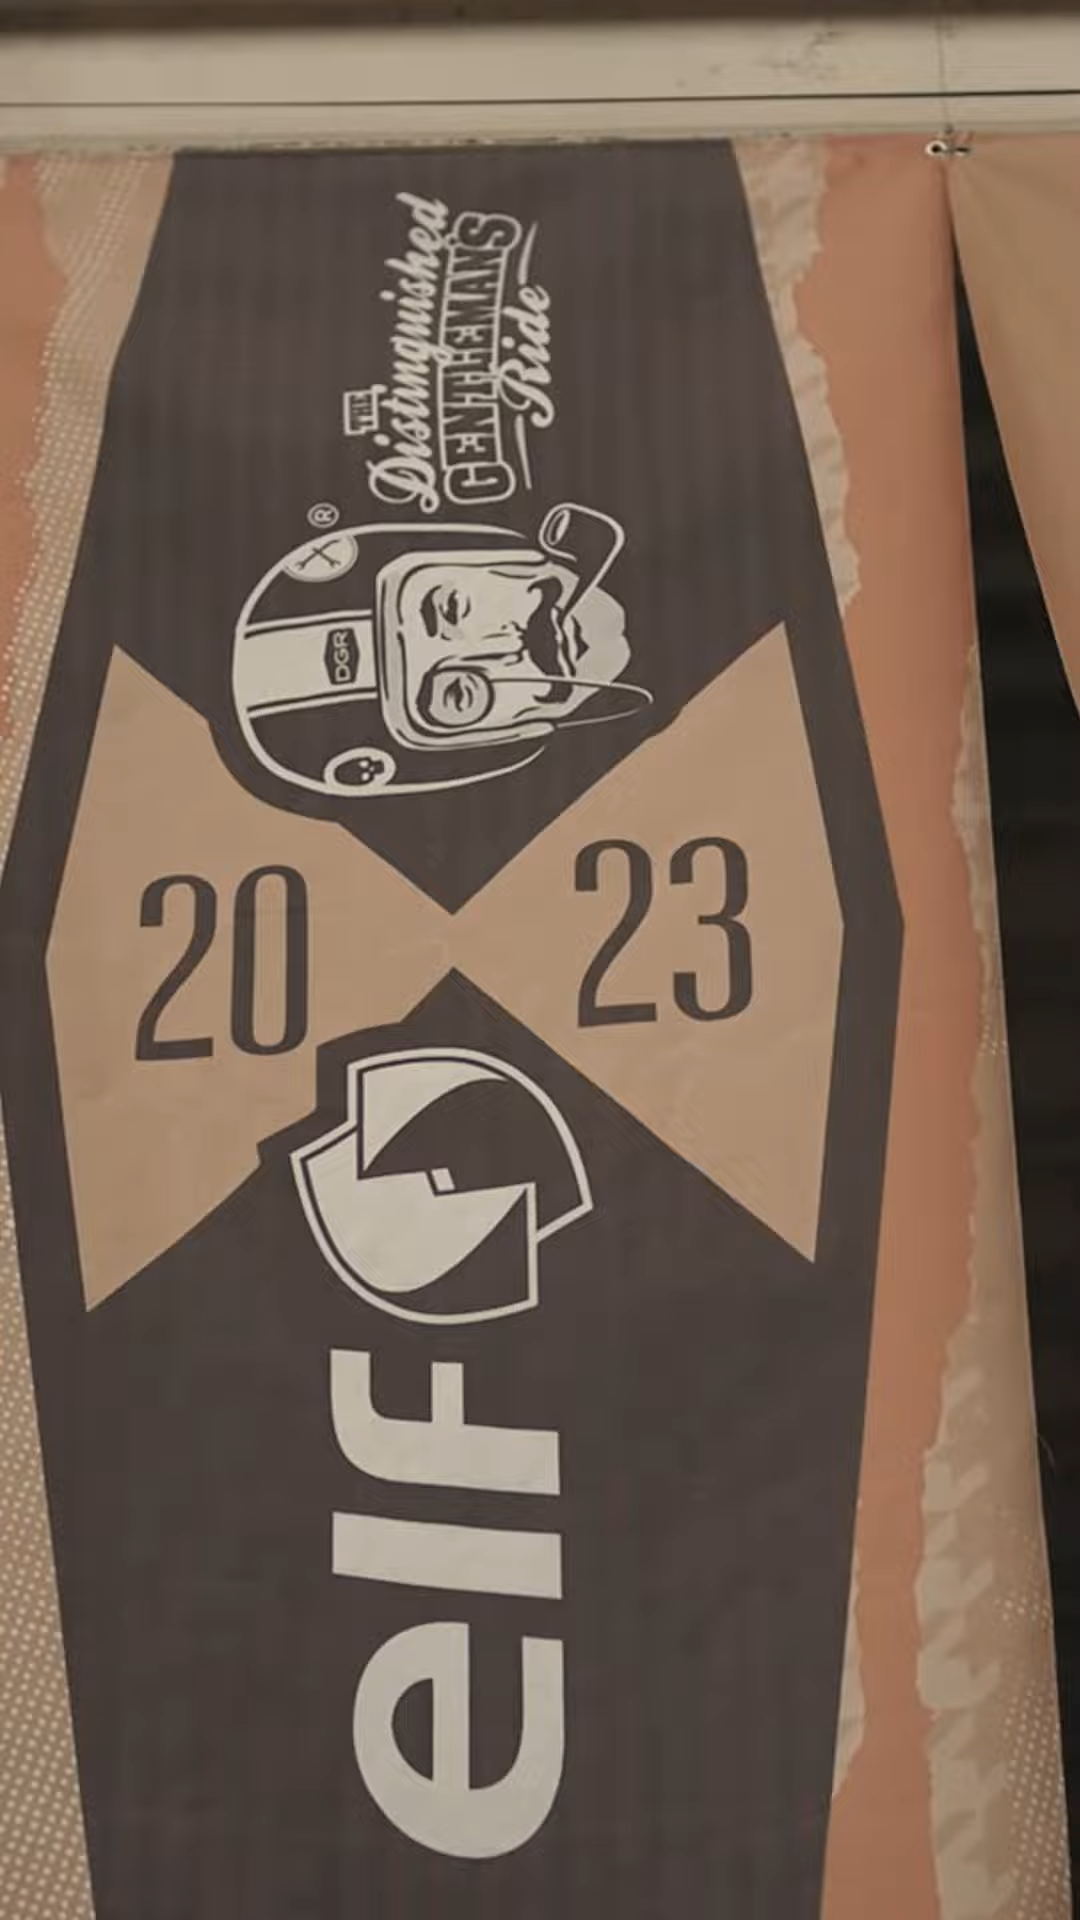 THE
Distinguished
GENTLEMAN'S
Ride
®
DGR
20 23
elf